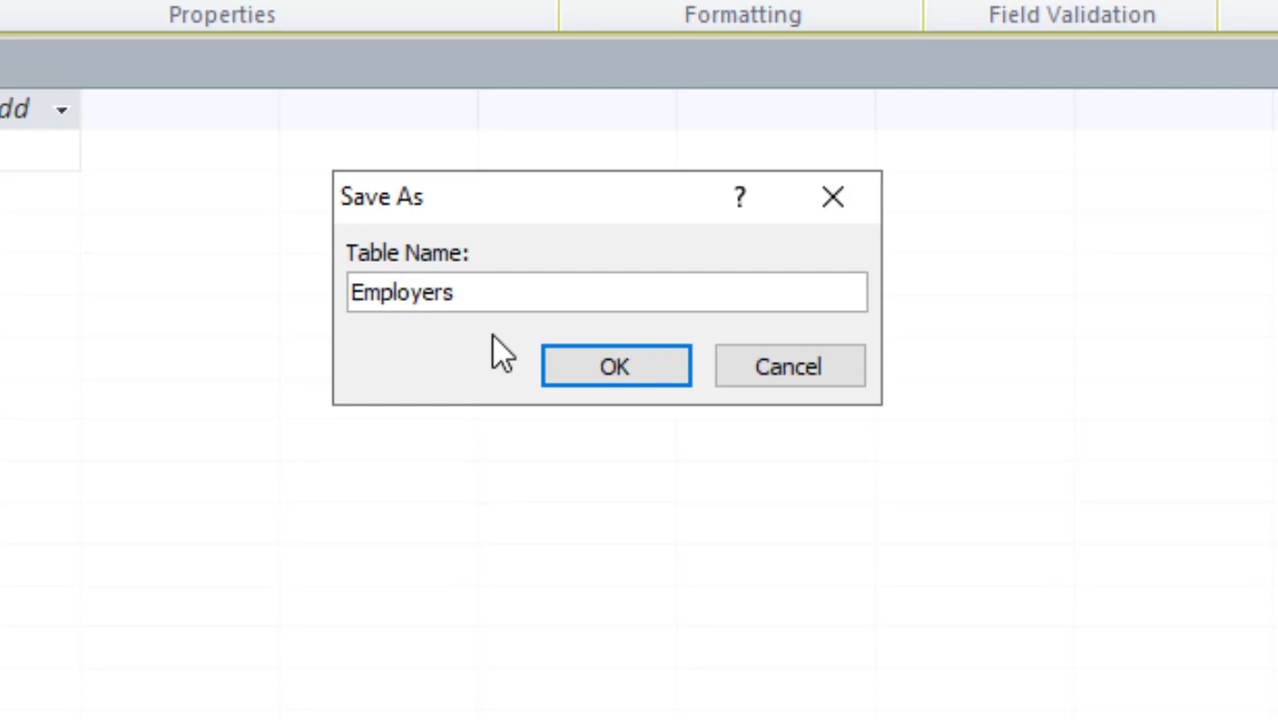 Properties Formatting Field Validation
dd
Save As ?
Table Name:
Employers
OK Cancel